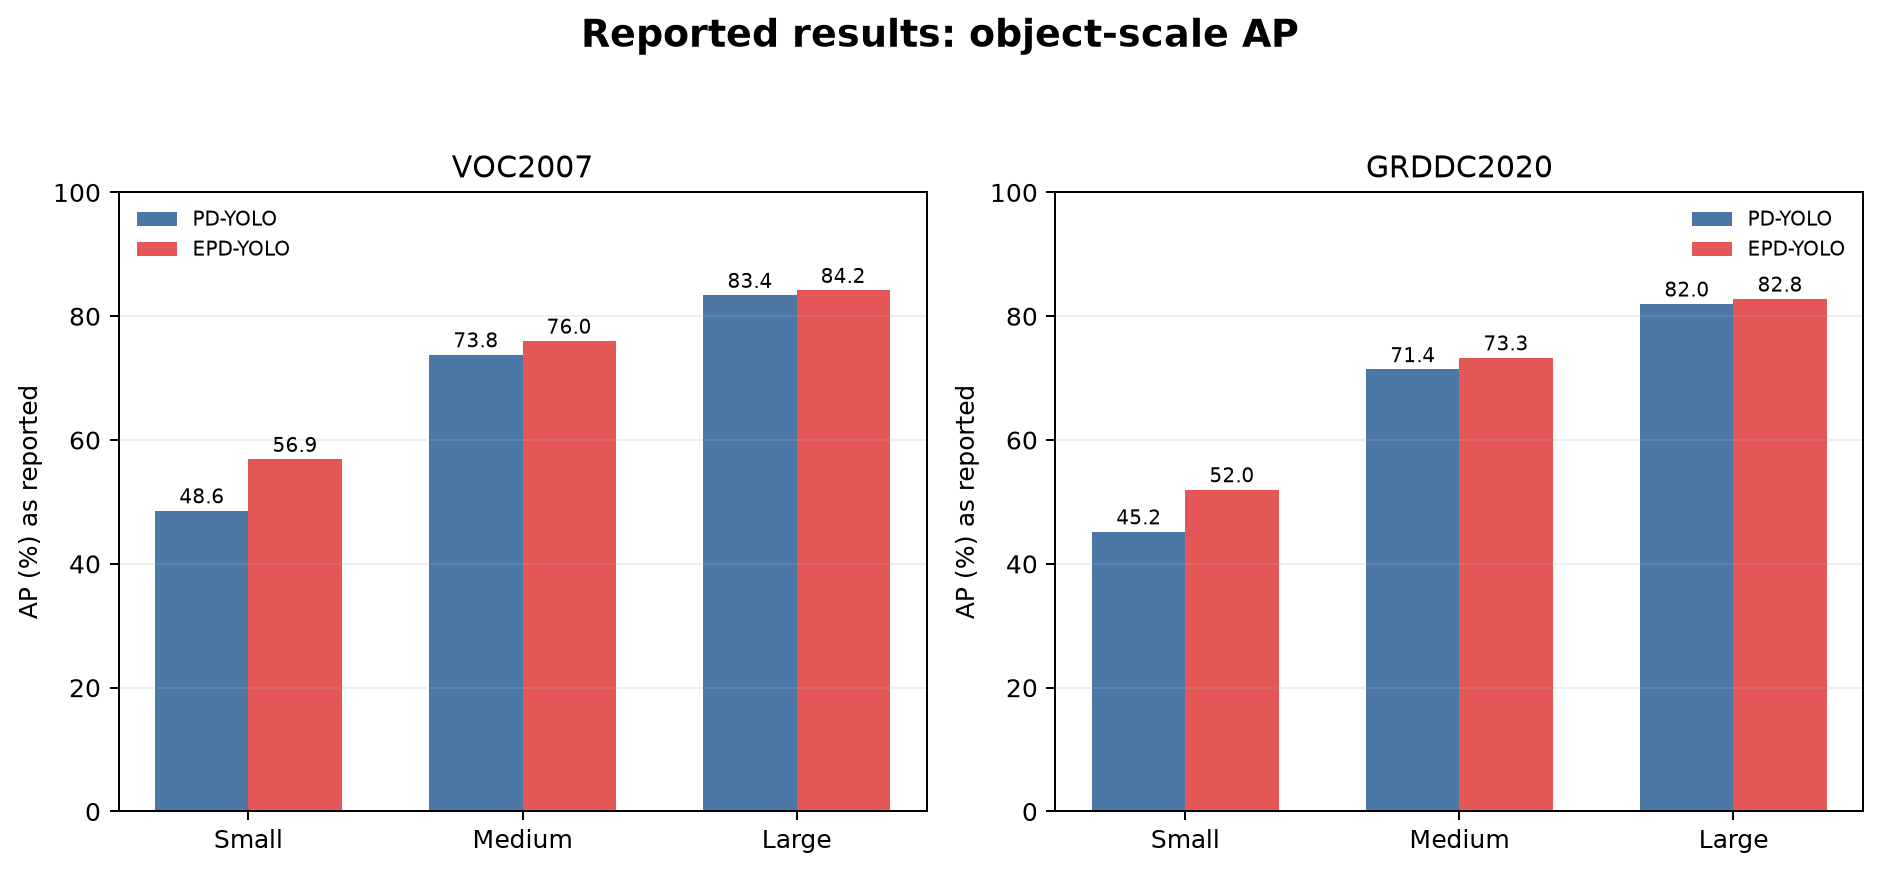 Reported results: object-scale AP
VOC2007
AP (%) as reported
100
80
60
40
20
0
PD-YOLO
EPD-YOLO
48.6
56.9
73.8
76.0
83.4
84.2
Small
Medium
Large
GRDDC2020
AP (%) as reported
100
80
60
40
20
0
PD-YOLO
EPD-YOLO
45.2
52.0
71.4
73.3
82.0
82.8
Small
Medium
Large